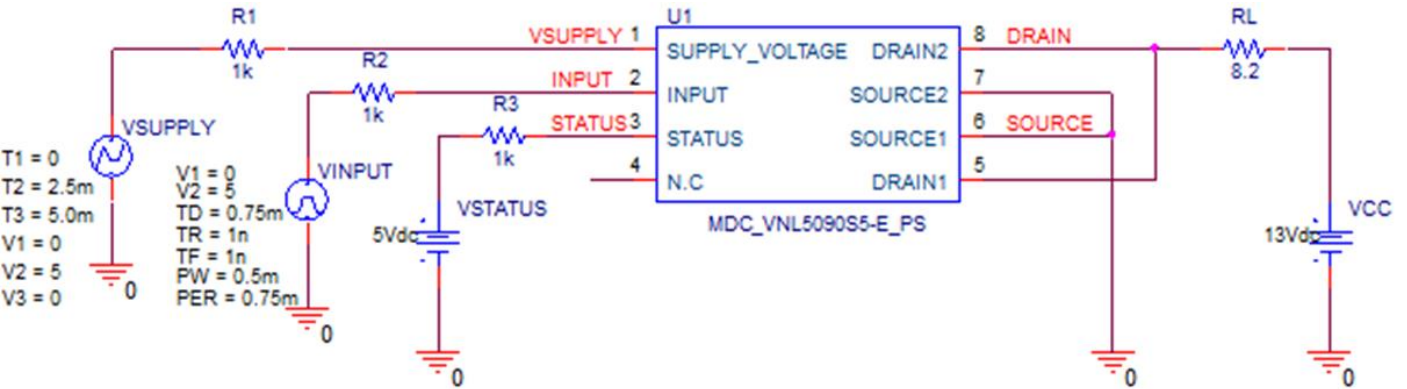 R1
1k
R2
1k
R3
1k
VSUPPLY 1
INPUT 2
STATUS 3
4
U1
SUPPLY_VOLTAGE
INPUT
STATUS
N.C
DRAIN2
SOURCE2
SOURCE1
DRAIN1
MDC_VNL5090S5-E_PS
8 DRAIN
7
6 SOURCE
5
RL
8.2
VSUPPLY
T1 = 0
T2 = 2.5m
T3 = 5.0m
V1 = 0
V2 = 5
V3 = 0
0
VINPUT
V1 = 0
V2 = 5
TD = 0.75m
TR = 1n
TF = 1n
PW = 0.5m
PER = 0.75m
0
VSTATUS
5Vdc
0
0
VCC
13Vdc
0